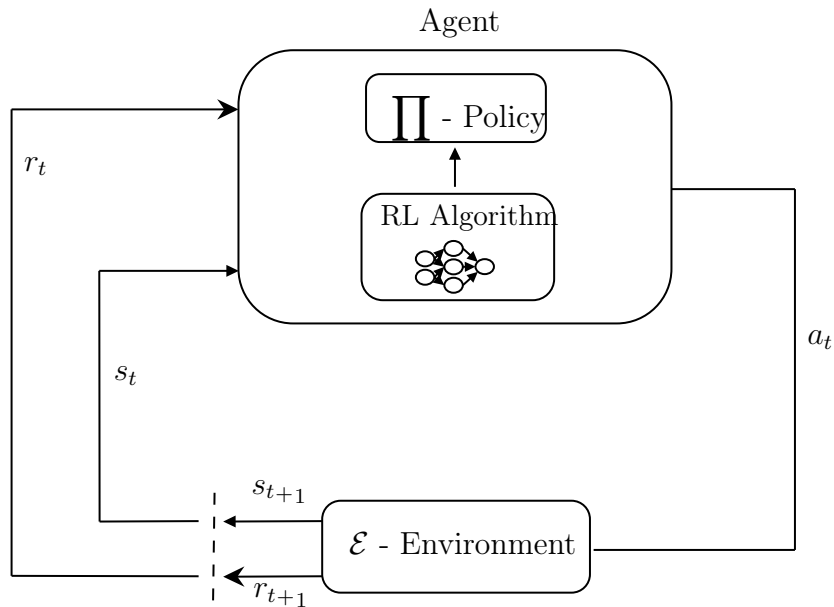 Agent
∏ - Policy
r_t
RL Algorithm
a_t
s_t
s_{t+1}
ℰ - Environment
r_{t+1}